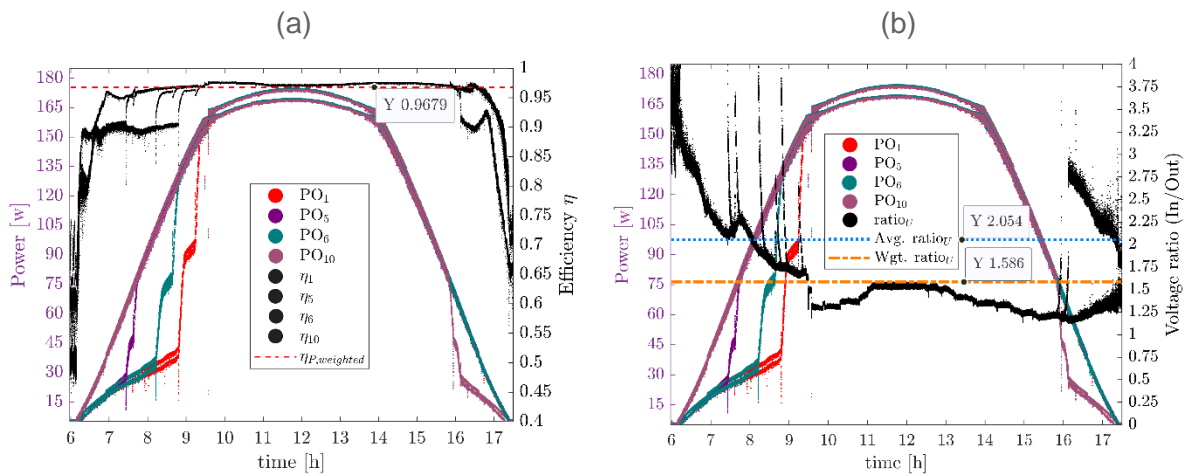 (a)
Power [w]
180
165
150
135
120
105
90
75
60
45
30
15
1
0.95
0.9
0.85
0.8
0.75
0.7
0.65
0.6
0.55
0.5
0.45
0.4
Efficiency η
Y 0.9679
PO1
PO5
PO6
PO10
η1
η5
η6
η10
ηP,weighted
6 7 8 9 10 11 12 13 14 15 16 17
time [h]
(b)
Power [w]
180
165
150
135
120
105
90
75
60
45
30
15
4
3.75
3.5
3.25
3
2.75
2.5
2.25
2
1.75
1.5
1.25
1
0.75
0.5
0.25
0
Voltage ratio (In/Out)
PO1
PO5
PO6
PO10
ratioU
Avg. ratioU
Wgt. ratioU
Y 2.054
Y 1.586
6 7 8 9 10 11 12 13 14 15 16 17
time [h]